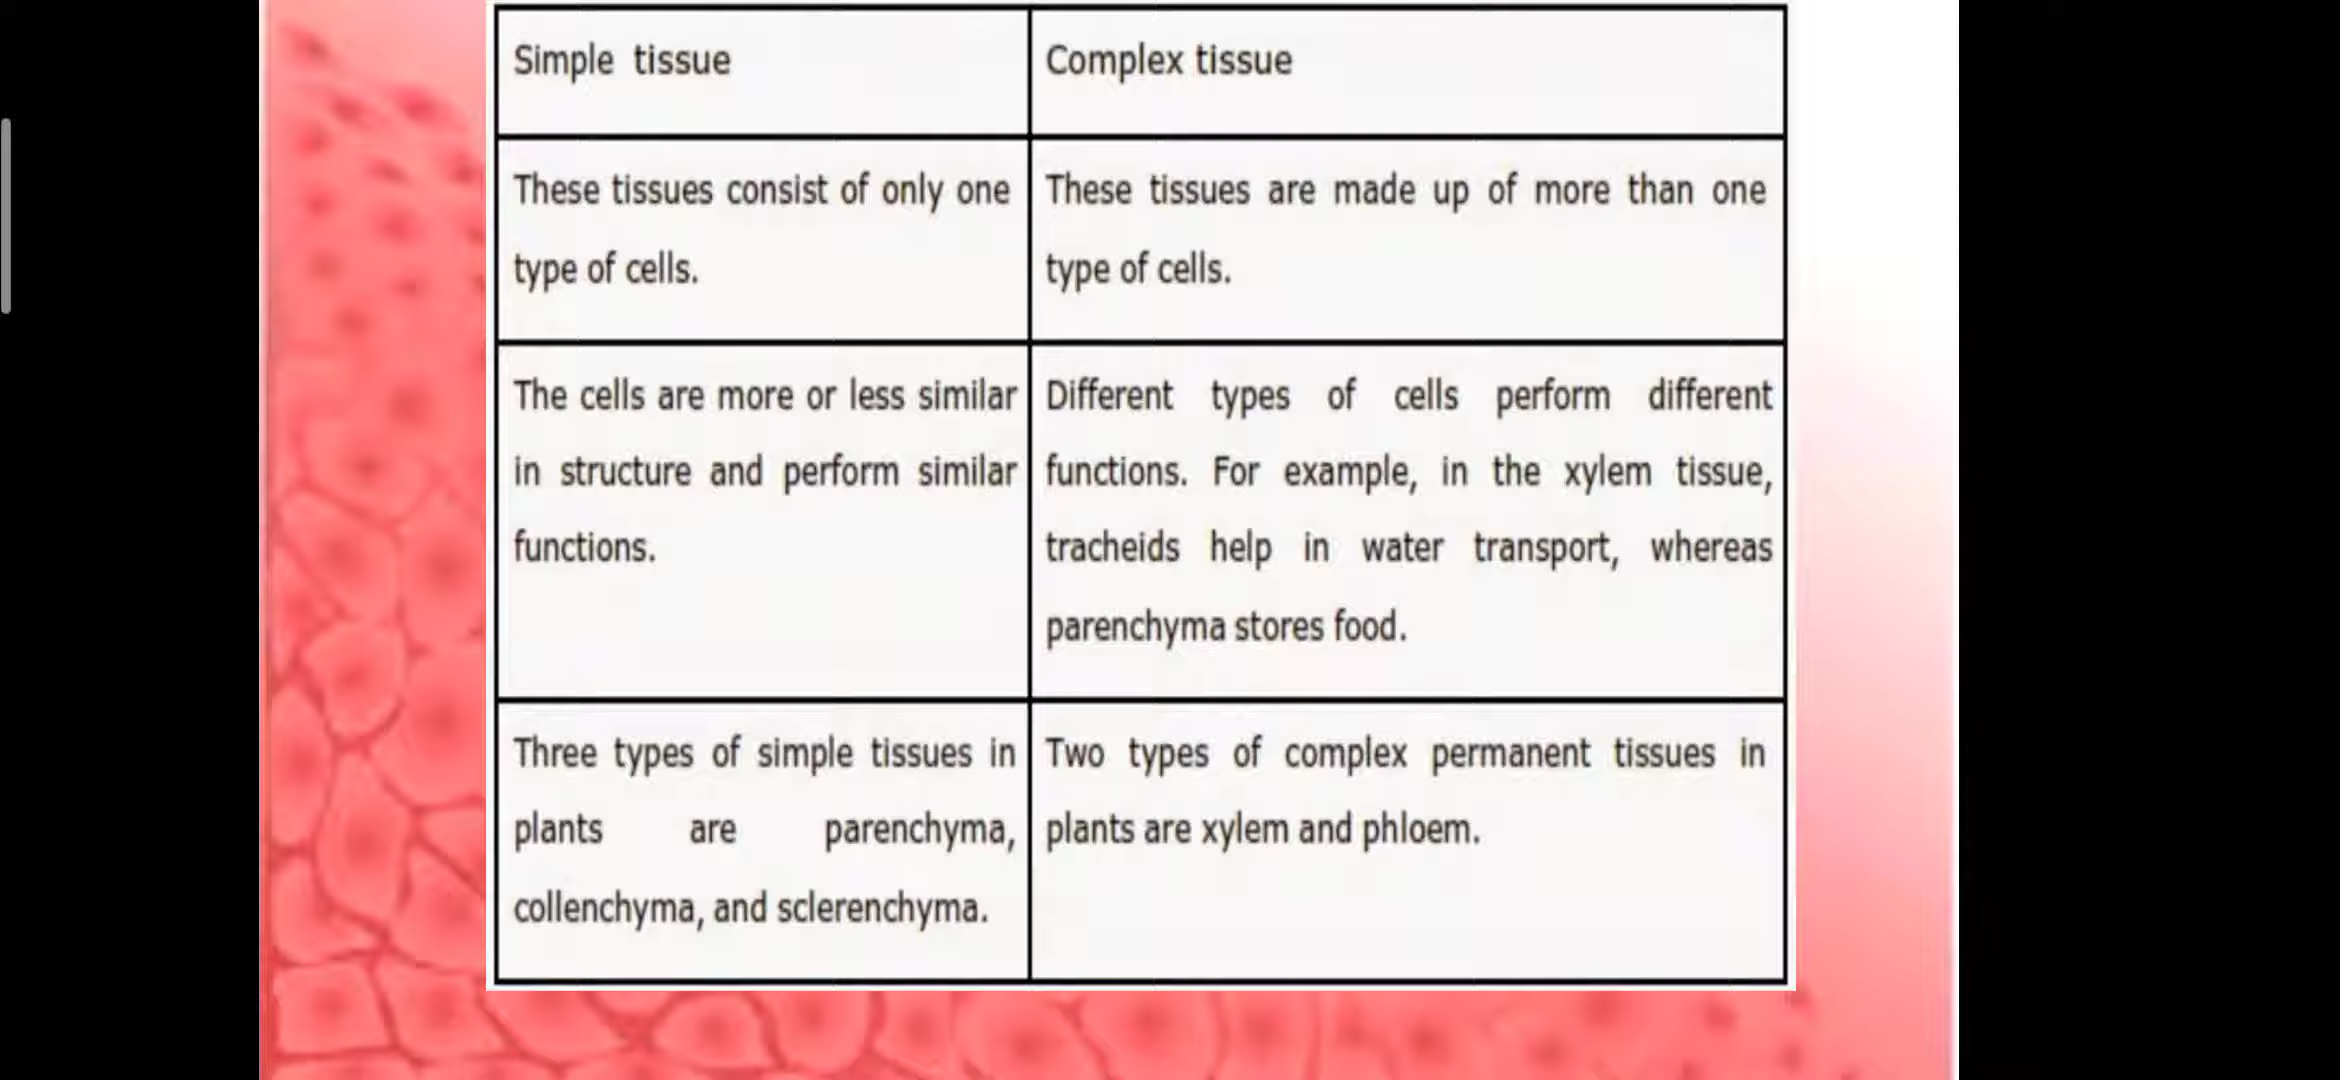 Simple tissue
Complex tissue
These tissues consist of only one
type of cells.
These tissues are made up of more than one
type of cells.
The cells are more or less similar
in structure and perform similar
functions.
Different types of cells perform different
functions. For example, in the xylem tissue,
tracheids help in water transport, whereas
parenchyma stores food.
Three types of simple tissues in
plants are parenchyma,
collenchyma, and sclerenchyma.
Two types of complex permanent tissues in
plants are xylem and phloem.